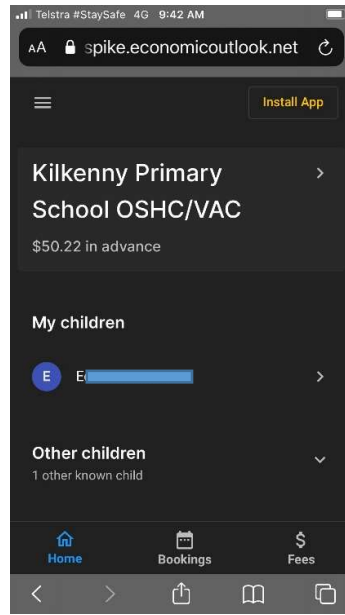 Telstra #StaySafe 4G 9:42 AM
AA spike.economicoutlook.net
Install App
Kilkenny Primary
School OSHC/VAC
$50.22 in advance
My children
E E
Other children
1 other known child
Home Bookings $ Fees